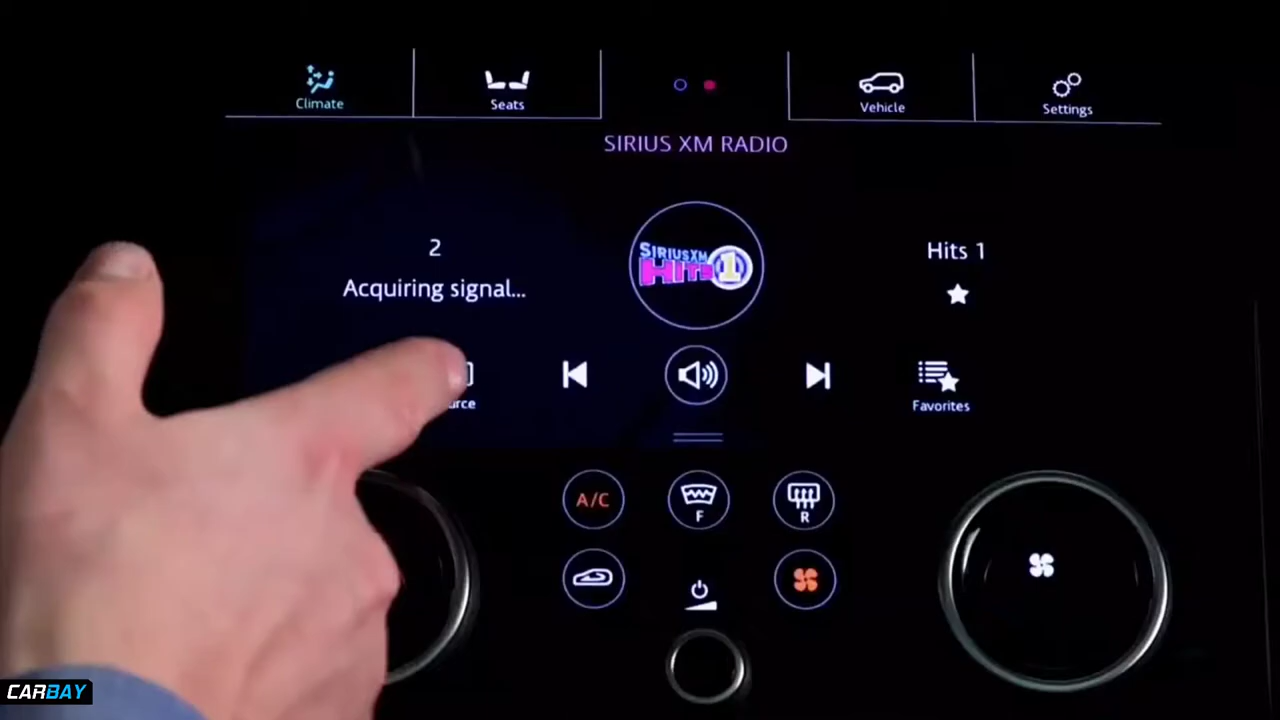 Climate
Seats
Vehicle
Settings
SIRIUS XM RADIO
2
Acquiring signal...
SIRIUSXM
HITS 1
Hits 1
Favorites
A/C
F
R
CARBAY